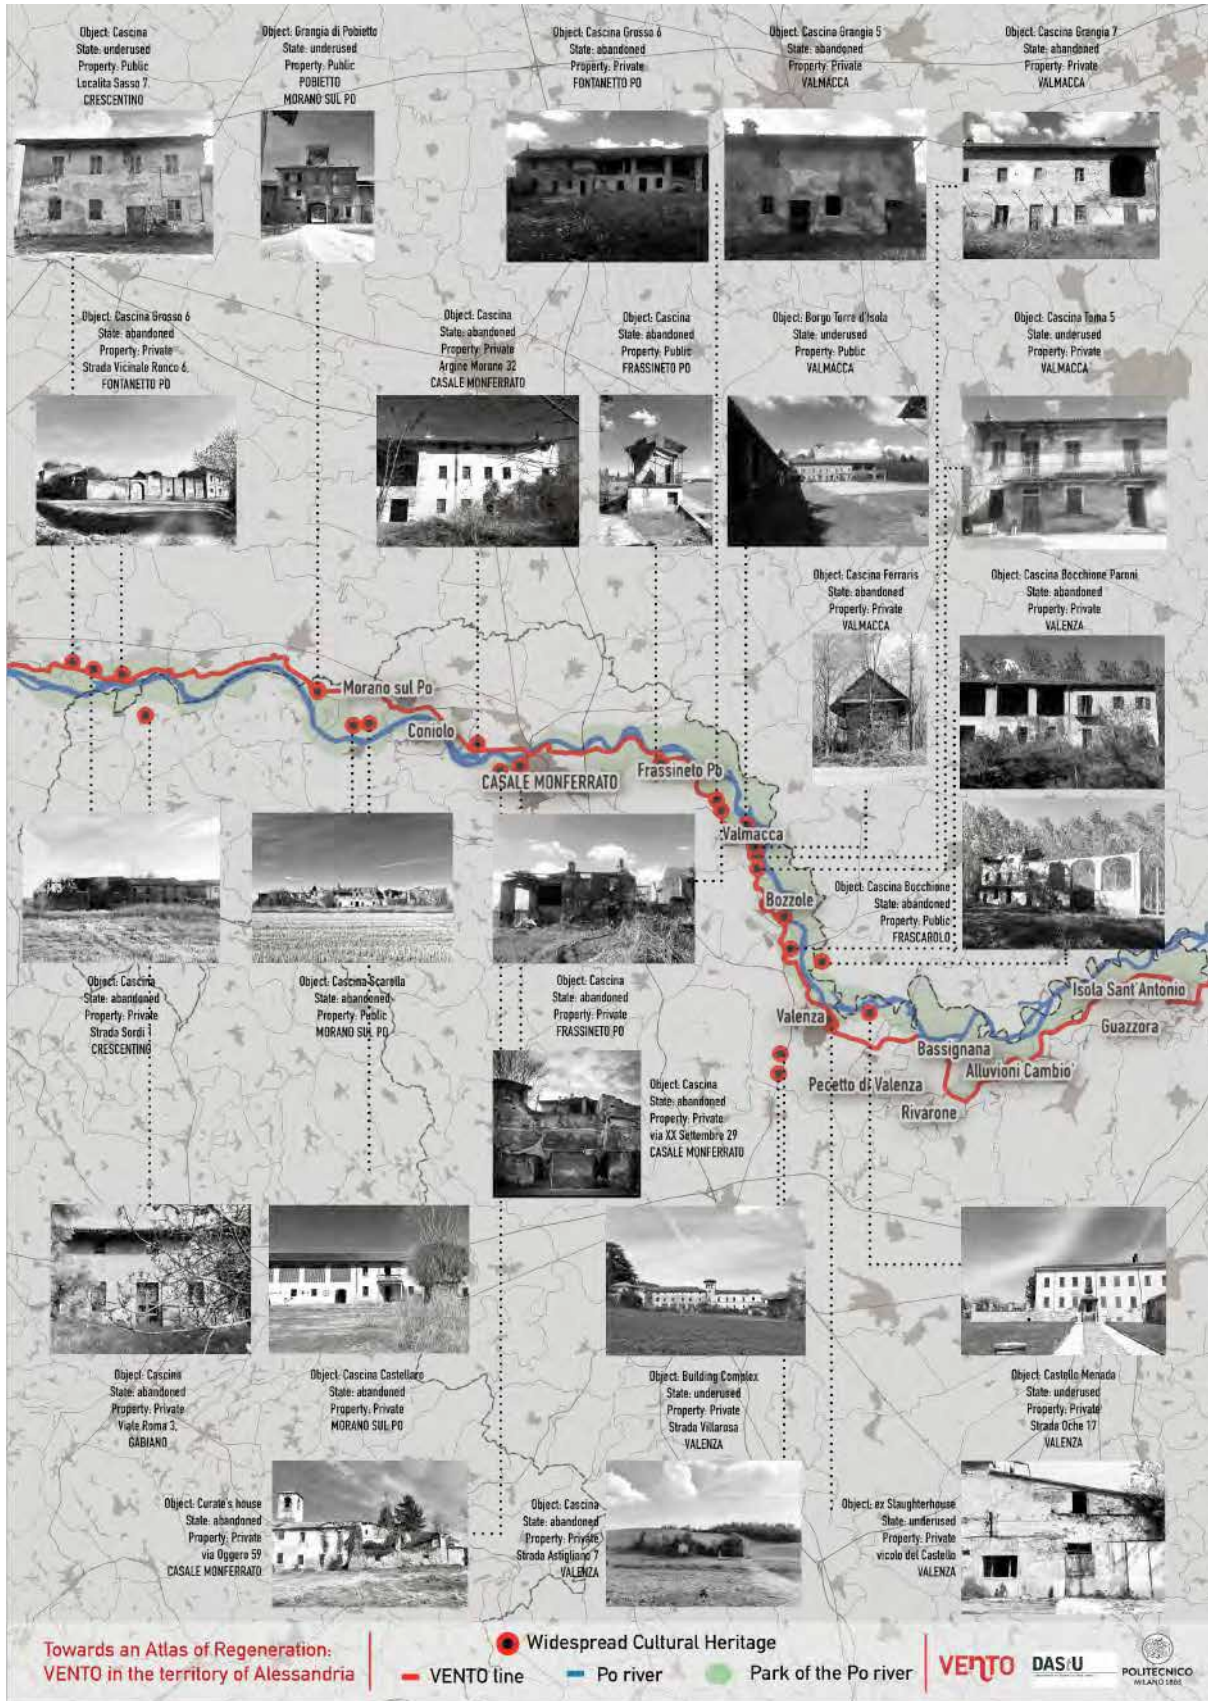 Object: Cascina
State: underused
Property: Public
Localita Sasso 7,
CRESCENTINO
Object: Grangia di Pobietto
State: underused
Property: Public
POBIETTO
MORANO SUL PO
Object: Cascina Grosso 6
State: abandoned
Property: Private
FONTANETTO PO
Object: Cascina Grangia 5
State: abandoned
Property: Private
VALMACCA
Object: Cascina Grangia 7
State: abandoned
Property: Private
VALMACCA
Object: Cascina Grosso 6
State: abandoned
Property: Private
Strada Vicinale Ronco 6,
FONTANETTO PO
Object: Cascina
State: abandoned
Property: Private
Argine Morano 32
CASALE MONFERRATO
Object: Cascina
State: abandoned
Property: Public
FRASSINETO PO
Object: Borgo Torre d'Isola
State: underused
Property: Public
VALMACCA
Object: Cascina Toma 5
State: underused
Property: Private
VALMACCA
Object: Cascina Ferraris
State: abandoned
Property: Private
VALMACCA
Object: Cascina Bocchione Paroni
State: abandoned
Property: Private
VALENZA
Morano sul Po
Coniolo
CASALE MONFERRATO
Frassineto Po
Valmacca
Bozzole
Object: Cascina Bocchione
State: abandoned
Property: Public
FRASCAROLO
Valenza
Isola Sant'Antonio
Guazzora
Bassignana
Alluvioni Cambiò
Pecetto di Valenza
Rivarone
Object: Cascina
State: abandoned
Property: Private
Strada Sordi 1
CRESCENTINO
Object: Cascina Scarella
State: abandoned
Property: Public
MORANO SUL PO
Object: Cascina
State: abandoned
Property: Private
FRASSINETO PO
Object: Cascina
State: abandoned
Property: Private
via XX Settembre 29
CASALE MONFERRATO
Object: Cascina
State: abandoned
Property: Private
Viale Roma 3,
GABIANO
Object: Cascina Castellaro
State: abandoned
Property: Private
MORANO SUL PO
Object: Building Complex
State: underused
Property: Private
Strada Villarosa
VALENZA
Object: Castello Menada
State: underused
Property: Private
Strada Oche 17
VALENZA
Object: Curate's house
State: abandoned
Property: Private
via Oggero 59
CASALE MONFERRATO
Object: Cascina
State: abandoned
Property: Private
Strada Astigliano 7
VALENZA
Object: ex Slaughterhouse
State: underused
Property: Private
vicolo del Castello
VALENZA
Towards an Atlas of Regeneration:
VENTO in the territory of Alessandria
Widespread Cultural Heritage
VENTO line
Po river
Park of the Po river
VENTO
DAStU
POLITECNICO
MILANO 1863